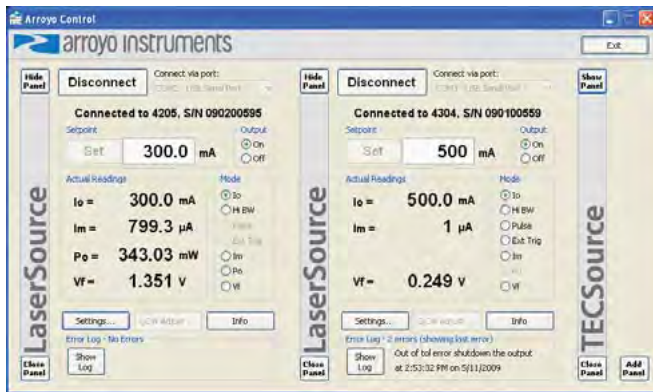 Arroyo Control
arroyo instruments
Exit
Hide Panel
LaserSource
Close Panel
Disconnect
Connect via port:
Connected to 4205, S/N 090200595
Setpoint
Output
Set
300.0 mA
On
Off
Actual Readings
Mode
Io = 300.0 mA
Im = 799.3 µA
Po = 343.03 mW
Vf = 1.351 V
Io
Hi BW
Pulse
Ext Trig
Im
Po
Vf
Settings...
QCW Adjust...
Info
Error Log - No Errors
Show Log
Hide Panel
LaserSource
Close Panel
Disconnect
Connect via port:
Connected to 4304, S/N 090100559
Setpoint
Output
Set
500 mA
On
Off
Actual Readings
Mode
Io = 500.0 mA
Im = 1 µA
Vf = 0.249 V
Io
Hi BW
Pulse
Ext Trig
Im
Vf
Settings...
QCW Adjust...
Info
Error Log - 2 errors (showing last error)
Show Log
Out of tol error shutdown the output
at 2:53:32 PM on 5/11/2009
Show Panel
TECSource
Close Panel
Add Panel